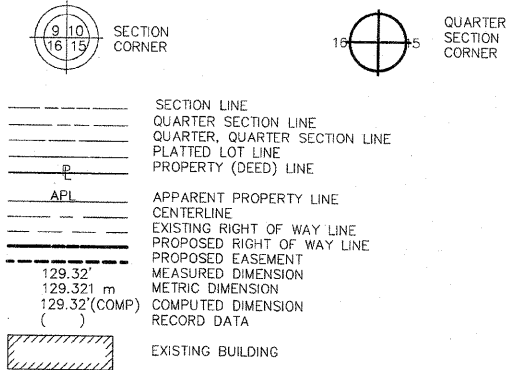 9 10
16 15
SECTION
CORNER
16 15
QUARTER
SECTION
CORNER
SECTION LINE
QUARTER SECTION LINE
QUARTER, QUARTER SECTION LINE
PLATTED LOT LINE
PL PROPERTY (DEED) LINE
APL APPARENT PROPERTY LINE
CENTERLINE
EXISTING RIGHT OF WAY LINE
PROPOSED RIGHT OF WAY LINE
PROPOSED EASEMENT
129.32' MEASURED DIMENSION
129.321 m METRIC DIMENSION
129.32'(COMP) COMPUTED DIMENSION
( ) RECORD DATA
EXISTING BUILDING